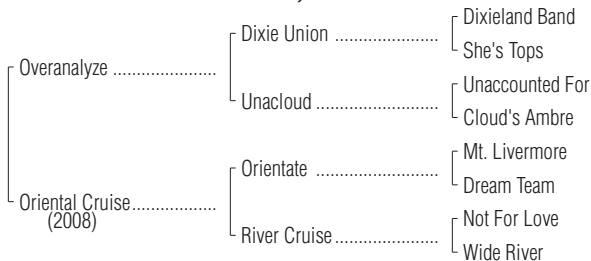 Dixieland Band
Dixie Union ....................
She's Tops
Overanalyze ....................
Unaccounted For
Unacloud ........................
Cloud's Ambre
Mt. Livermore
Orientate ........................
Dream Team
Oriental Cruise.................
(2008)
Not For Love
River Cruise....................
Wide River